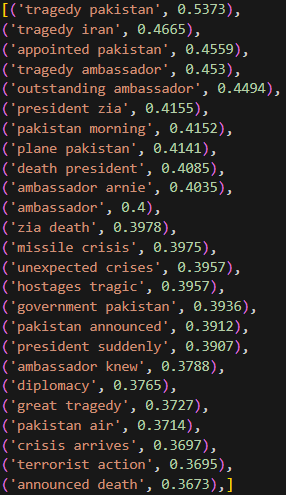 [('tragedy pakistan', 0.5373),
('tragedy iran', 0.4665),
('appointed pakistan', 0.4559),
('tragedy ambassador', 0.453),
('outstanding ambassador', 0.4494),
('president zia', 0.4155),
('pakistan morning', 0.4152),
('plane pakistan', 0.4141),
('death president', 0.4085),
('ambassador arnie', 0.4035),
('ambassador', 0.4),
('zia death', 0.3978),
('missile crisis', 0.3975),
('unexpected crises', 0.3957),
('hostages tragic', 0.3957),
('government pakistan', 0.3936),
('pakistan announced', 0.3912),
('president suddenly', 0.3907),
('ambassador knew', 0.3788),
('diplomacy', 0.3765),
('great tragedy', 0.3727),
('pakistan air', 0.3714),
('crisis arrives', 0.3697),
('terrorist action', 0.3695),
('announced death', 0.3673),]